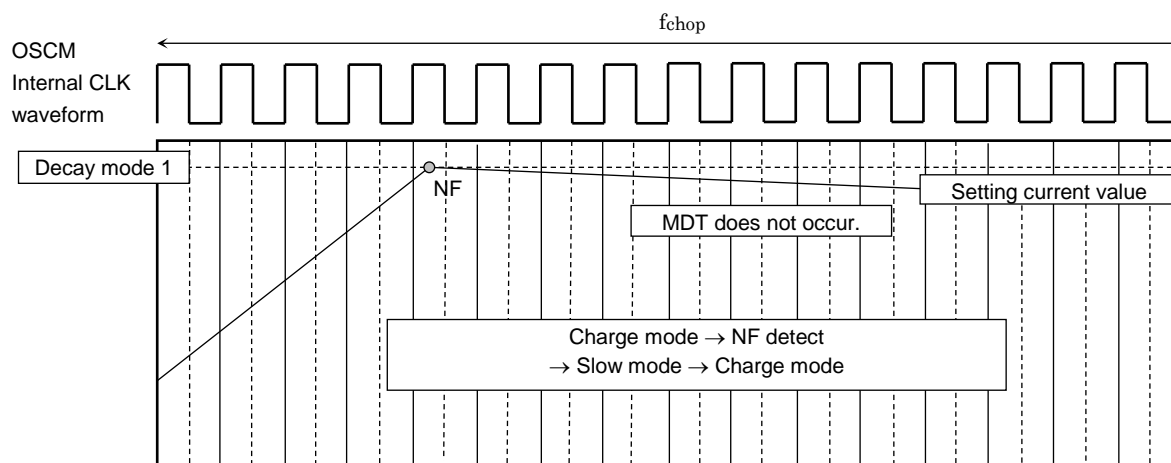 fchop
OSCM
Internal CLK
waveform
Decay mode 1
NF
Setting current value
MDT does not occur.
Charge mode → NF detect
→ Slow mode → Charge mode